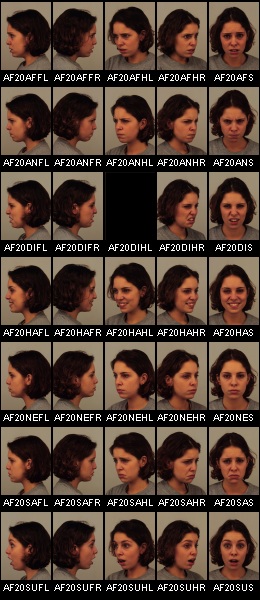 AF20AFFL AF20AFFR AF20AFHL AF20AFHR AF20AFS
AF20ANFL AF20ANFR AF20ANHL AF20ANHR AF20ANS
AF20DIFL AF20DIFR AF20DIHL AF20DIHR AF20DIS
AF20HAFL AF20HAFR AF20HAHL AF20HAHR AF20HAS
AF20NEFL AF20NEFR AF20NEHL AF20NEHR AF20NES
AF20SAFL AF20SAFR AF20SAHL AF20SAHR AF20SAS
AF20SUFL AF20SUFR AF20SUHL AF20SUHR AF20SUS